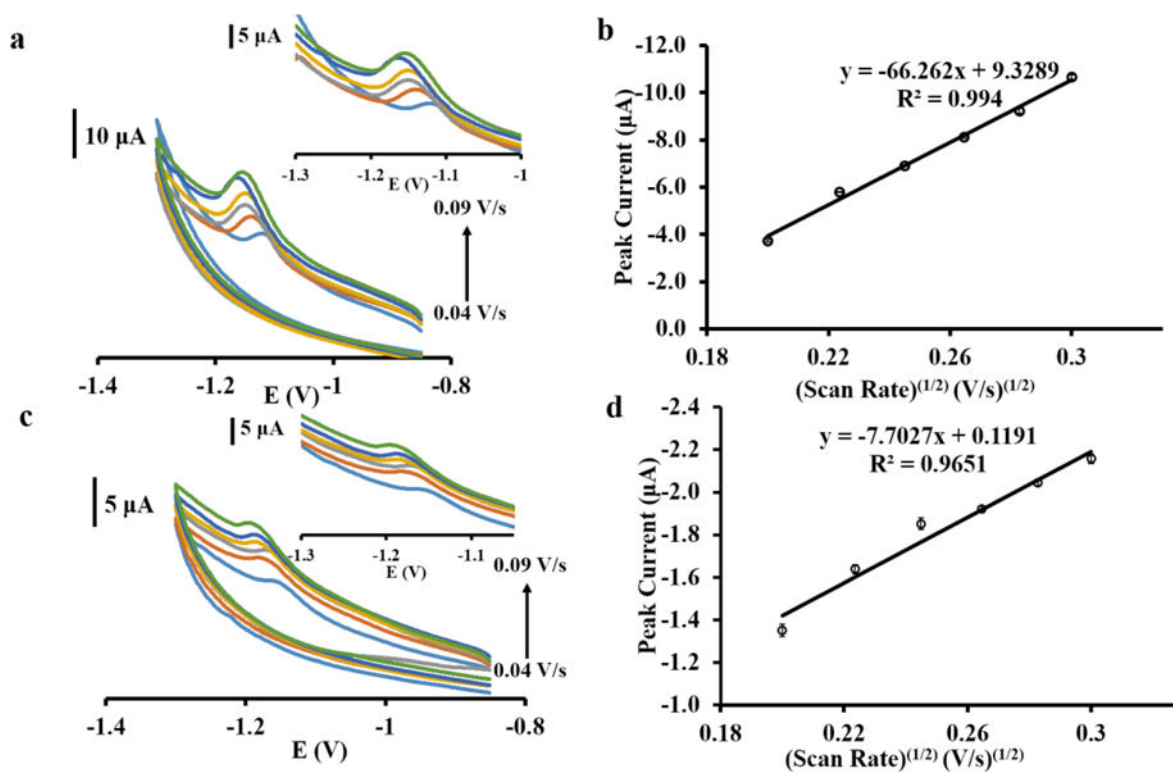 a
5 μA
10 μA
-1.3 -1.2 -1.1 -1
E (V)
0.09 V/s
0.04 V/s
-1.4 -1.2 -1 -0.8
E (V)
b
-12.0
-10.0
-8.0
-6.0
-4.0
-2.0
0.0
Peak Current (μA)
y = -66.262x + 9.3289
R² = 0.994
0.18 0.22 0.26 0.3
(Scan Rate)^(1/2) (V/s)^(1/2)
c
5 μA
5 μA
-1.3 -1.2 -1.1
E (V)
0.09 V/s
0.04 V/s
-1.4 -1.2 -1 -0.8
E (V)
d
-2.4
-2.2
-2.0
-1.8
-1.6
-1.4
-1.2
-1.0
Peak Current (μA)
y = -7.7027x + 0.1191
R² = 0.9651
0.18 0.22 0.26 0.3
(Scan Rate)^(1/2) (V/s)^(1/2)